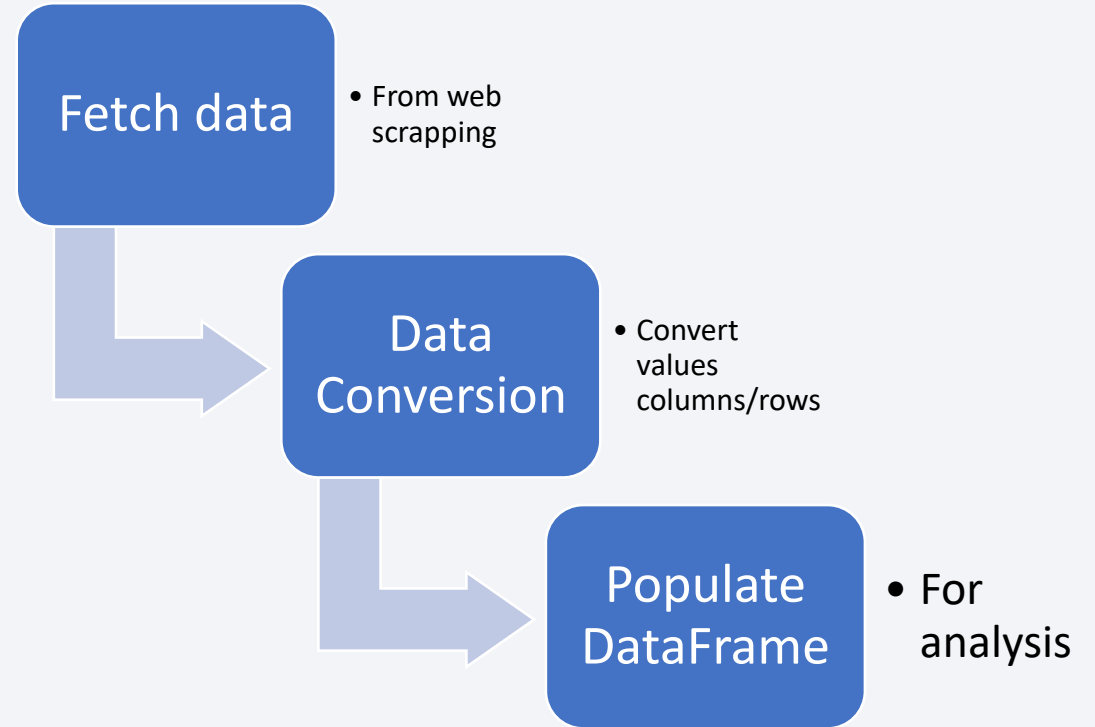 Fetch data
• From web
scrapping
Data
Conversion
• Convert
values
columns/rows
Populate
DataFrame
• For
analysis